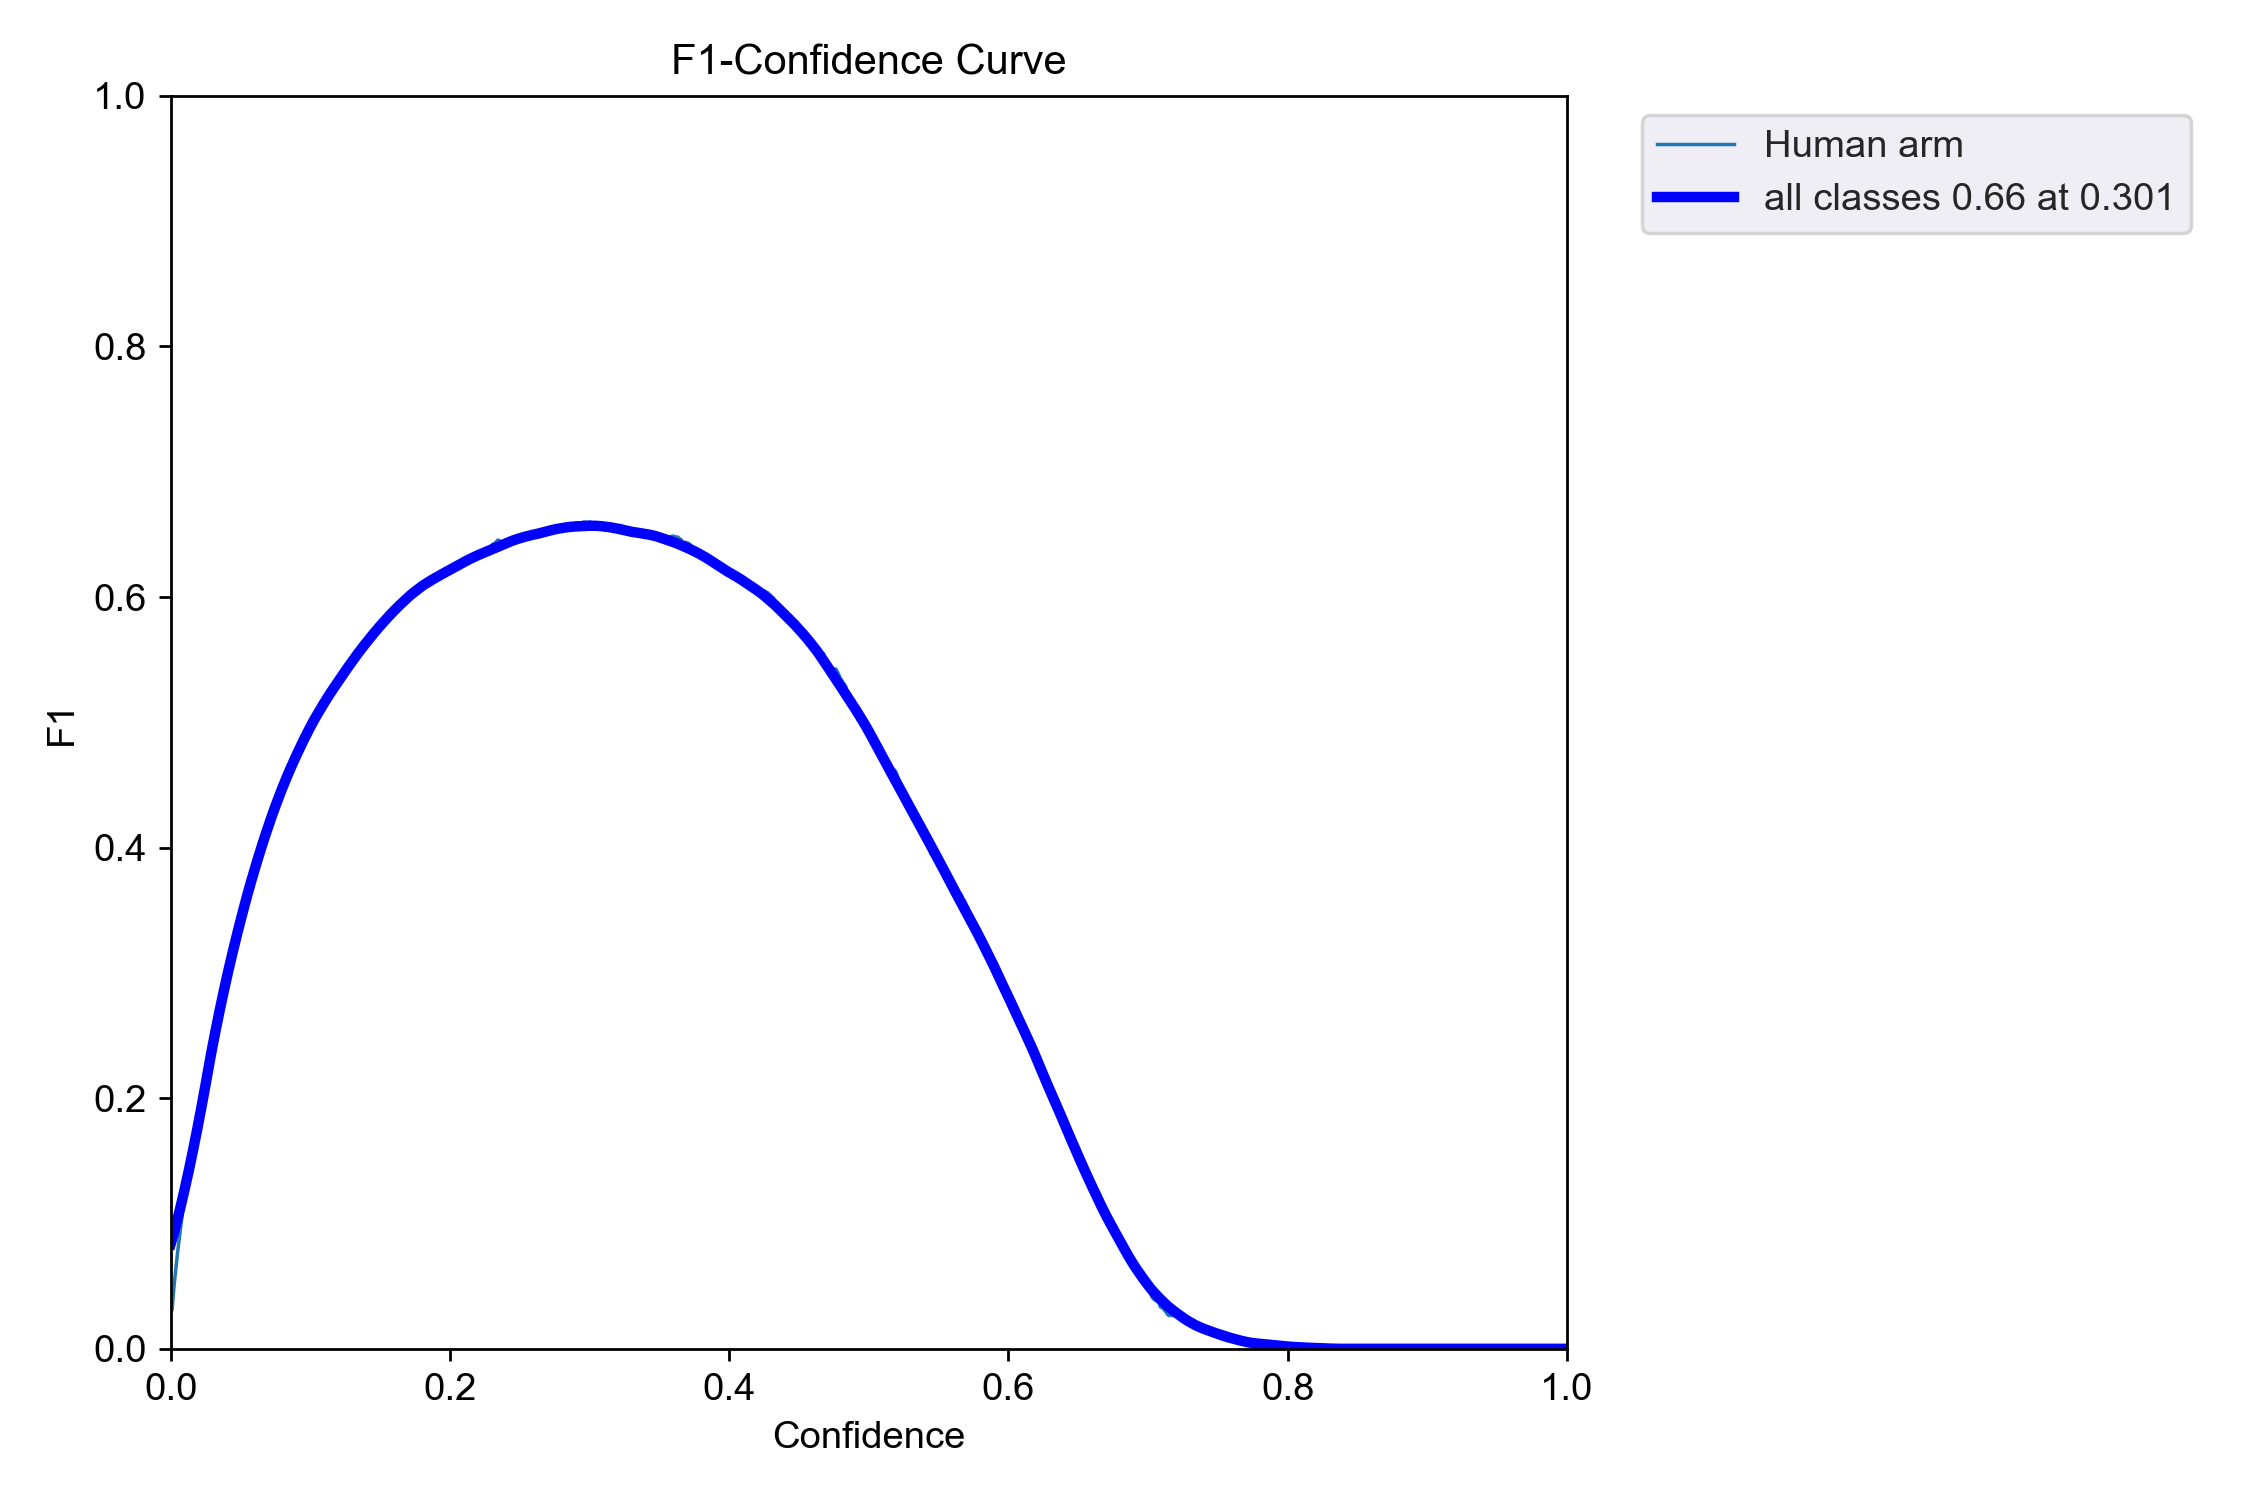 F1-Confidence Curve
Human arm
all classes 0.66 at 0.301
1.0
0.8
0.6
0.4
0.2
0.0
F1
0.0 0.2 0.4 0.6 0.8 1.0
Confidence